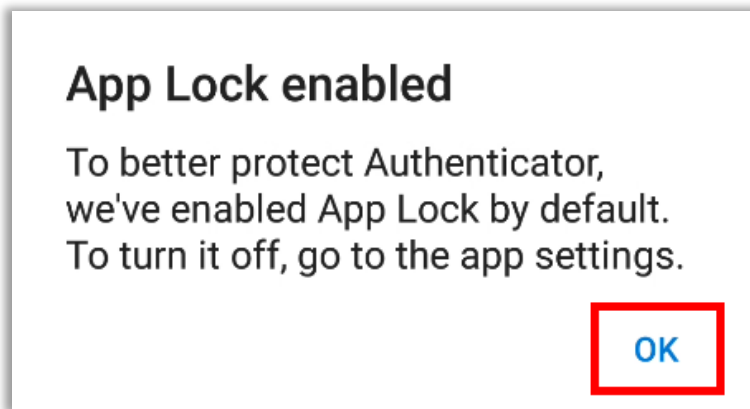 App Lock enabled
To better protect Authenticator,
we've enabled App Lock by default.
To turn it off, go to the app settings.
OK